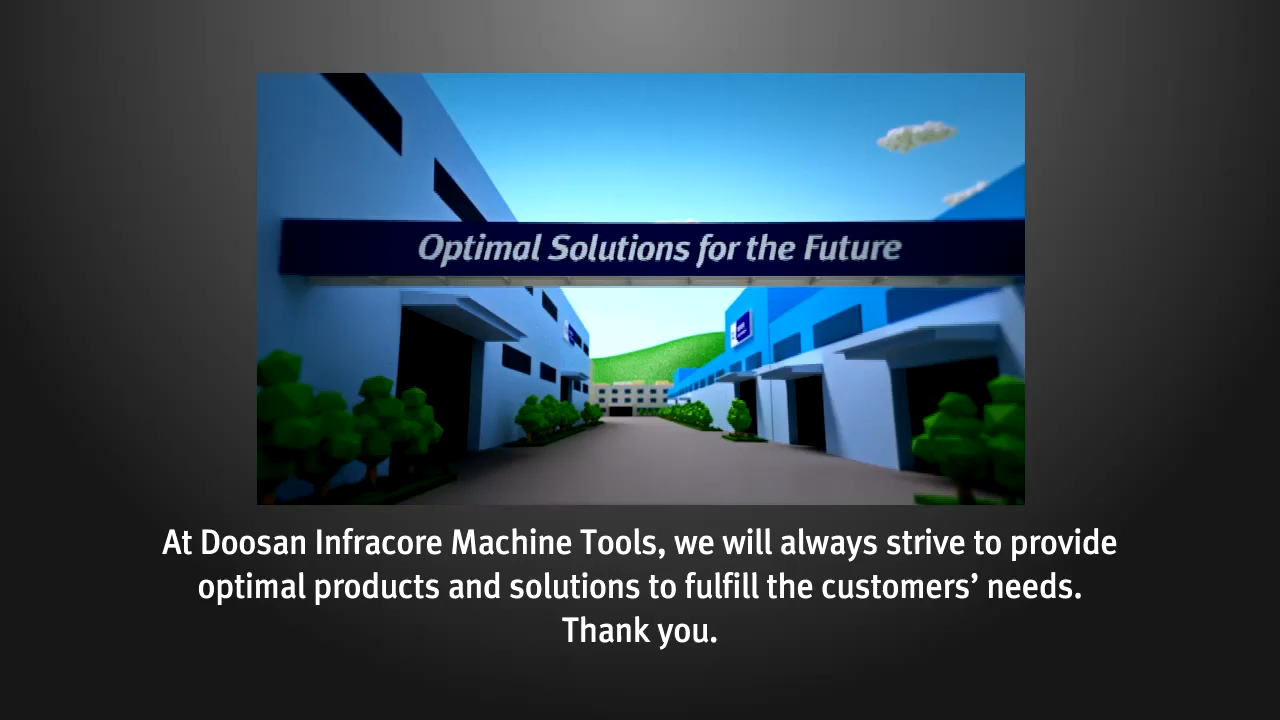 Optimal Solutions for the Future
At Doosan Infracore Machine Tools, we will always strive to provide
optimal products and solutions to fulfill the customers’ needs.
Thank you.